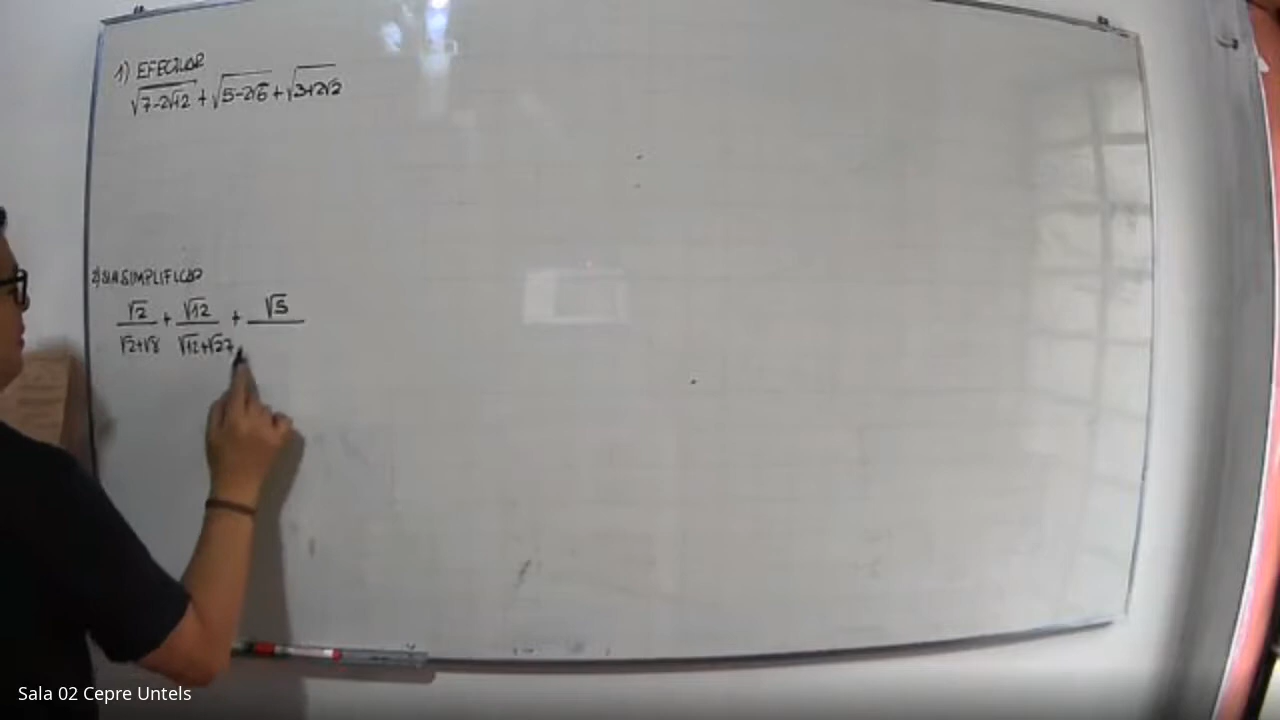 1) EFECTUAR
√7-2√12 + √5-2√6 + √3+2√2
SIMPLIFICAR
√2/√2+√8 + √12/√12+√27 + √5
Sala 02 Cepre Untels